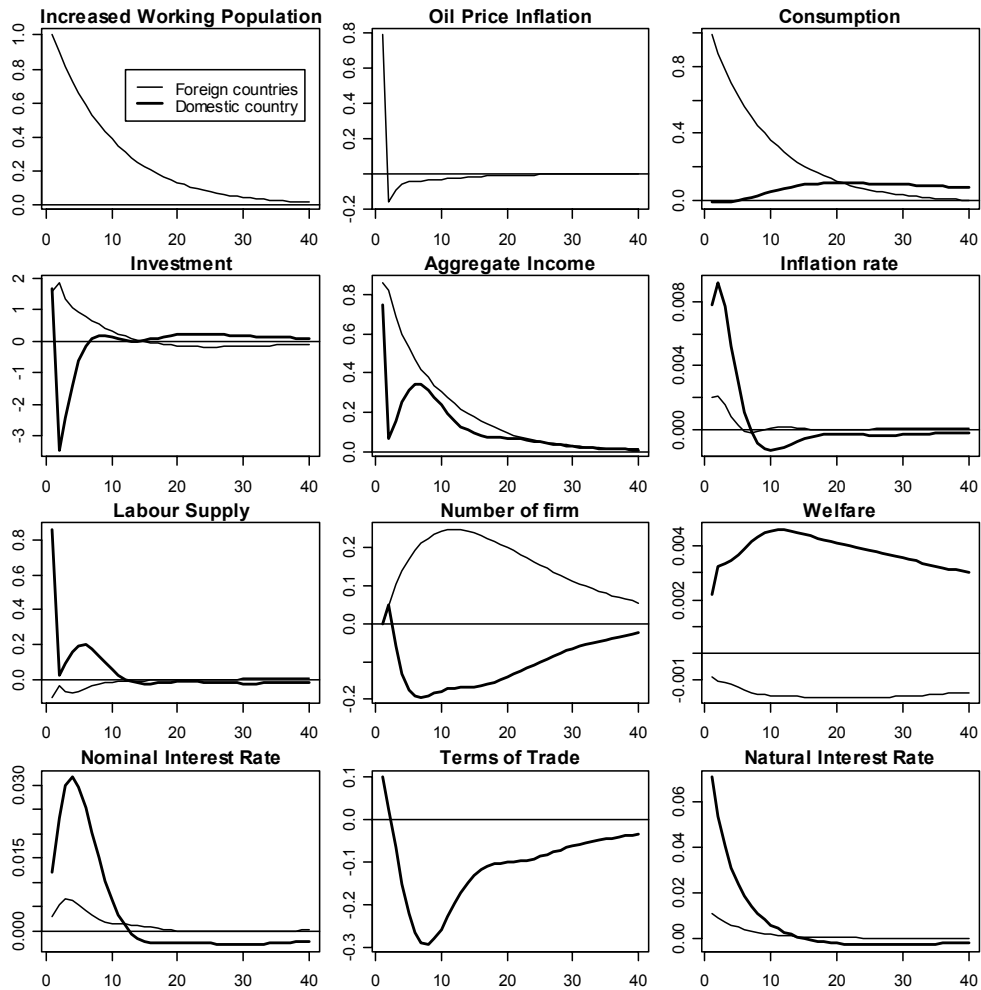 Increased Working Population
Oil Price Inflation
Consumption
0.0 0.2 0.4 0.6 0.8 1.0
Foreign countries
Domestic country
-0.2 0.2 0.4 0.6 0.8
0.0 0.4 0.8
0 10 20 30 40
0 10 20 30 40
0 10 20 30 40
Investment
Aggregate Income
Inflation rate
-3 -2 -1 0 1 2
0.0 0.2 0.4 0.6 0.8
0.000 0.004 0.008
0 10 20 30 40
0 10 20 30 40
0 10 20 30 40
Labour Supply
Number of firm
Welfare
0.0 0.2 0.4 0.6 0.8
-0.2 0.0 0.1 0.2
-0.001 0.002 0.004
0 10 20 30 40
0 10 20 30 40
0 10 20 30 40
Nominal Interest Rate
Terms of Trade
Natural Interest Rate
0.000 0.015 0.030
-0.3 -0.2 -0.1 0.0 0.1
0.00 0.02 0.04 0.06
0 10 20 30 40
0 10 20 30 40
0 10 20 30 40